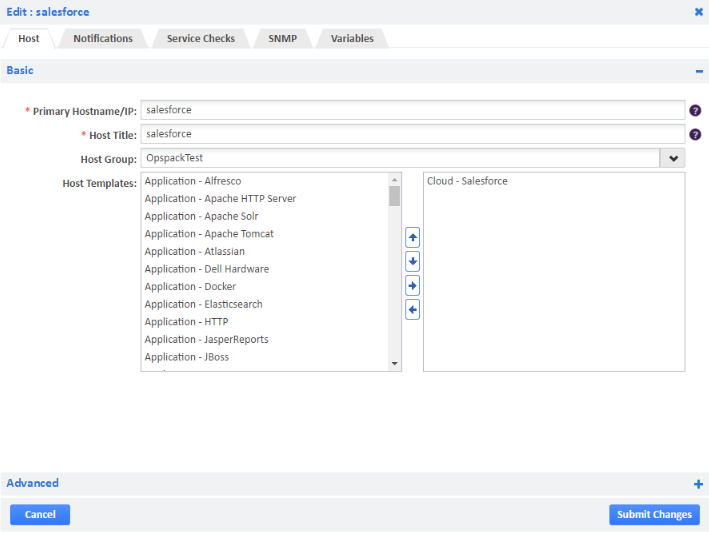 Edit : salesforce
Host
Notifications
Service Checks
SNMP
Variables
Basic
* Primary Hostname/IP: salesforce
* Host Title: salesforce
Host Group: OpspackTest
Host Templates:
Application - Alfresco
Application - Apache HTTP Server
Application - Apache Solr
Application - Apache Tomcat
Application - Atlassian
Application - Dell Hardware
Application - Docker
Application - Elasticsearch
Application - HTTP
Application - JasperReports
Application - JBoss
Cloud - Salesforce
Advanced
Cancel
Submit Changes